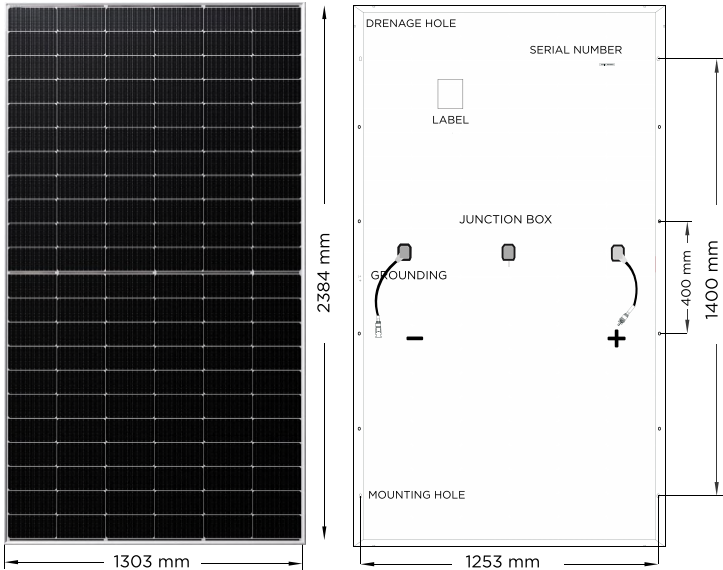 DRENAGE HOLE
SERIAL NUMBER
LABEL
JUNCTION BOX
GROUNDING
2384 mm
400 mm
1400 mm
−
+
MOUNTING HOLE
1303 mm
1253 mm